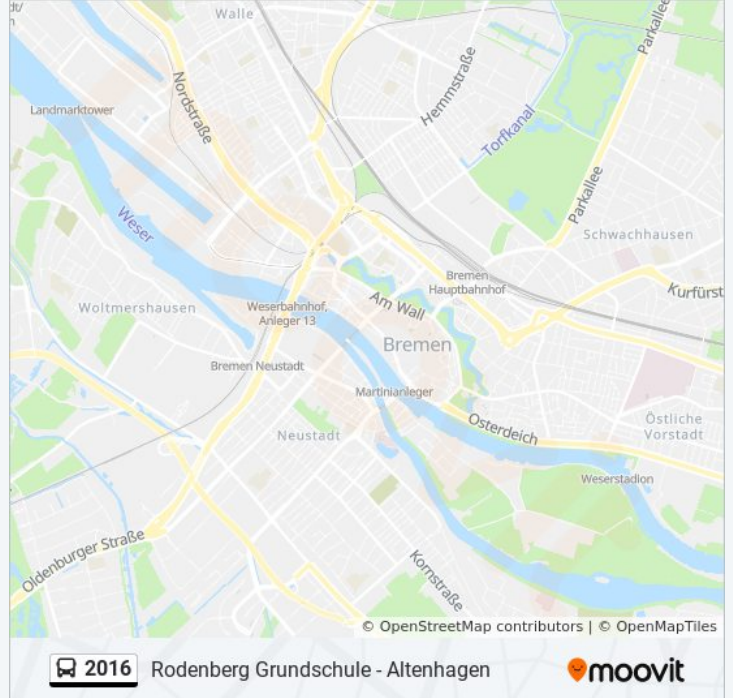 Walle
Parkallee
Hemmstraße
Nordstraße
Landmarktower
Torfkanal
Parkallee
Weser
Schwachhausen
Bremen
Hauptbahnhof
Kurfürst
Am Wall
Woltmershausen
Weserbahnhof,
Anleger 13
Bremen
Bremen Neustadt
Martinianleger
Osterdeich
Östliche
Vorstadt
Neustadt
Weserstadion
Oldenburger Straße
Kornstraße
© OpenStreetMap contributors | © OpenMapTiles
2016 Rodenberg Grundschule - Altenhagen
moovit